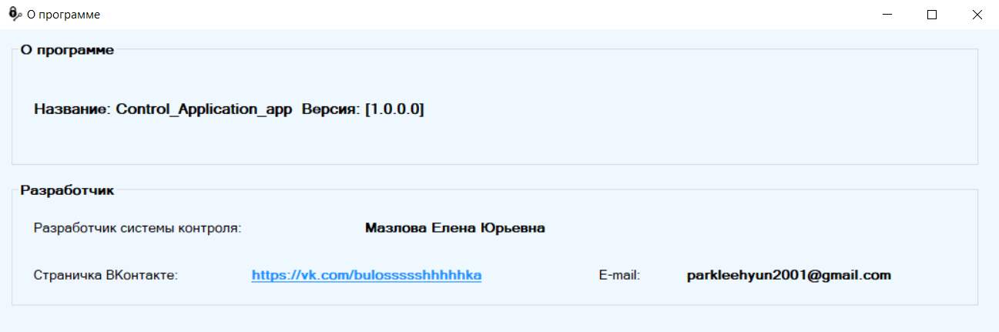 О программе
О программе
Название: Control_Application_app Версия: [1.0.0.0]
Разработчик
Разработчик системы контроля: Мазлова Елена Юрьевна
Страничка ВКонтакте: https://vk.com/bulosssshhhhhka E-mail: parkleehyun2001@gmail.com